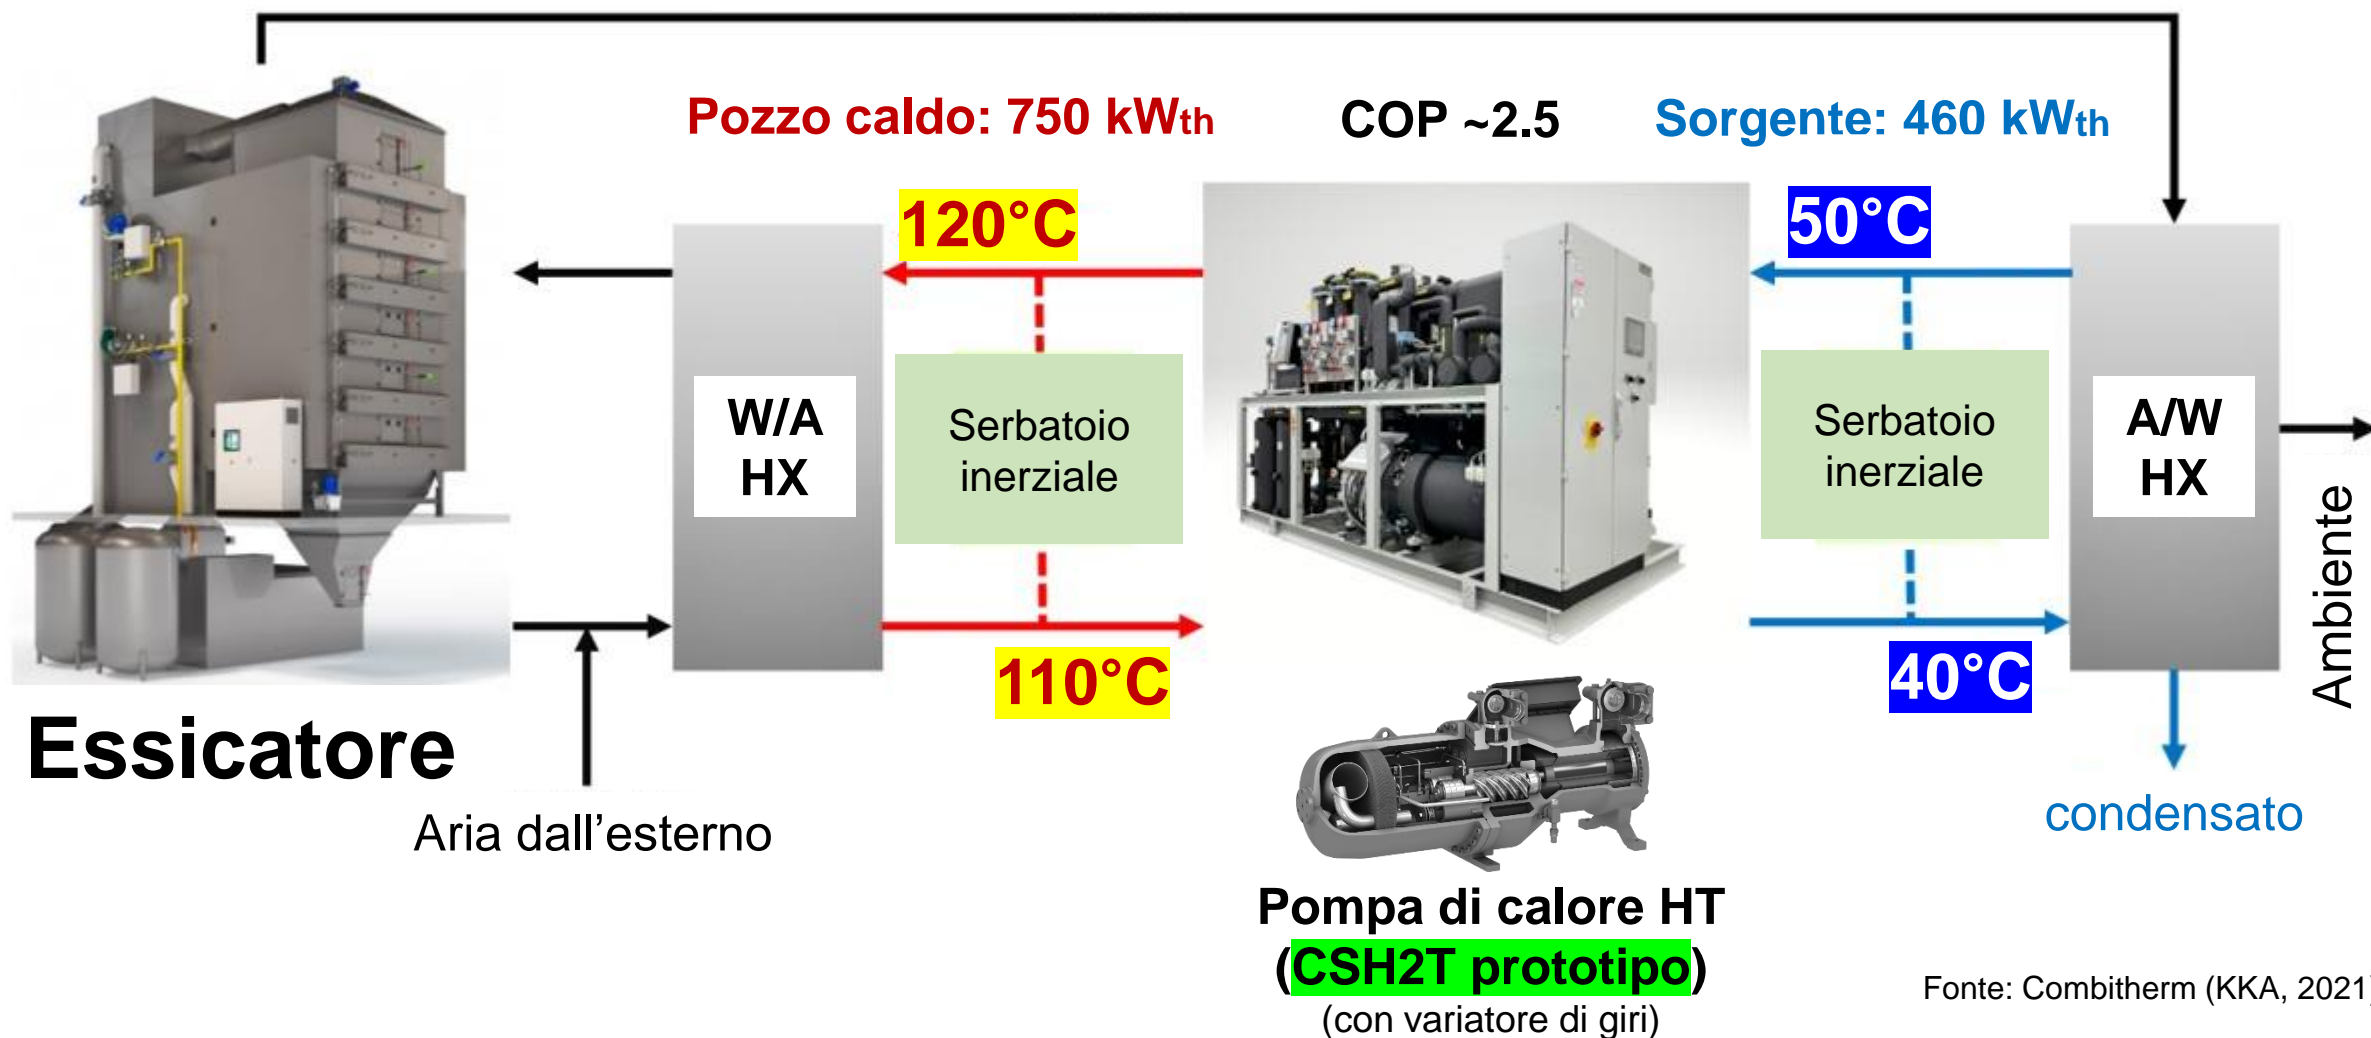 Pozzo caldo: 750 kWth
COP ~2.5
Sorgente: 460 kWth
120°C
50°C
W/A
HX
Serbatoio
inerziale
Serbatoio
inerziale
A/W
HX
Ambiente
110°C
40°C
Essicatore
Aria dall’esterno
condensato
Pompa di calore HT
(CSH2T prototipo)
(con variatore di giri)
Fonte: Combitherm (KKA, 2021)